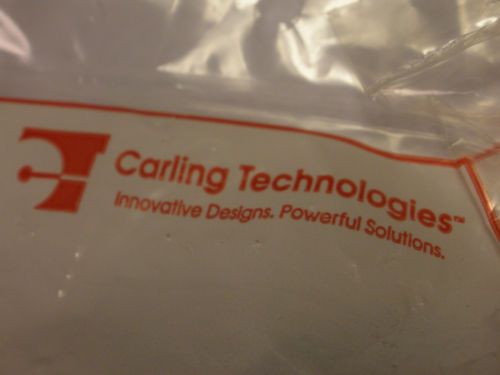 Carling Technologies™
Innovative Designs. Powerful Solutions.